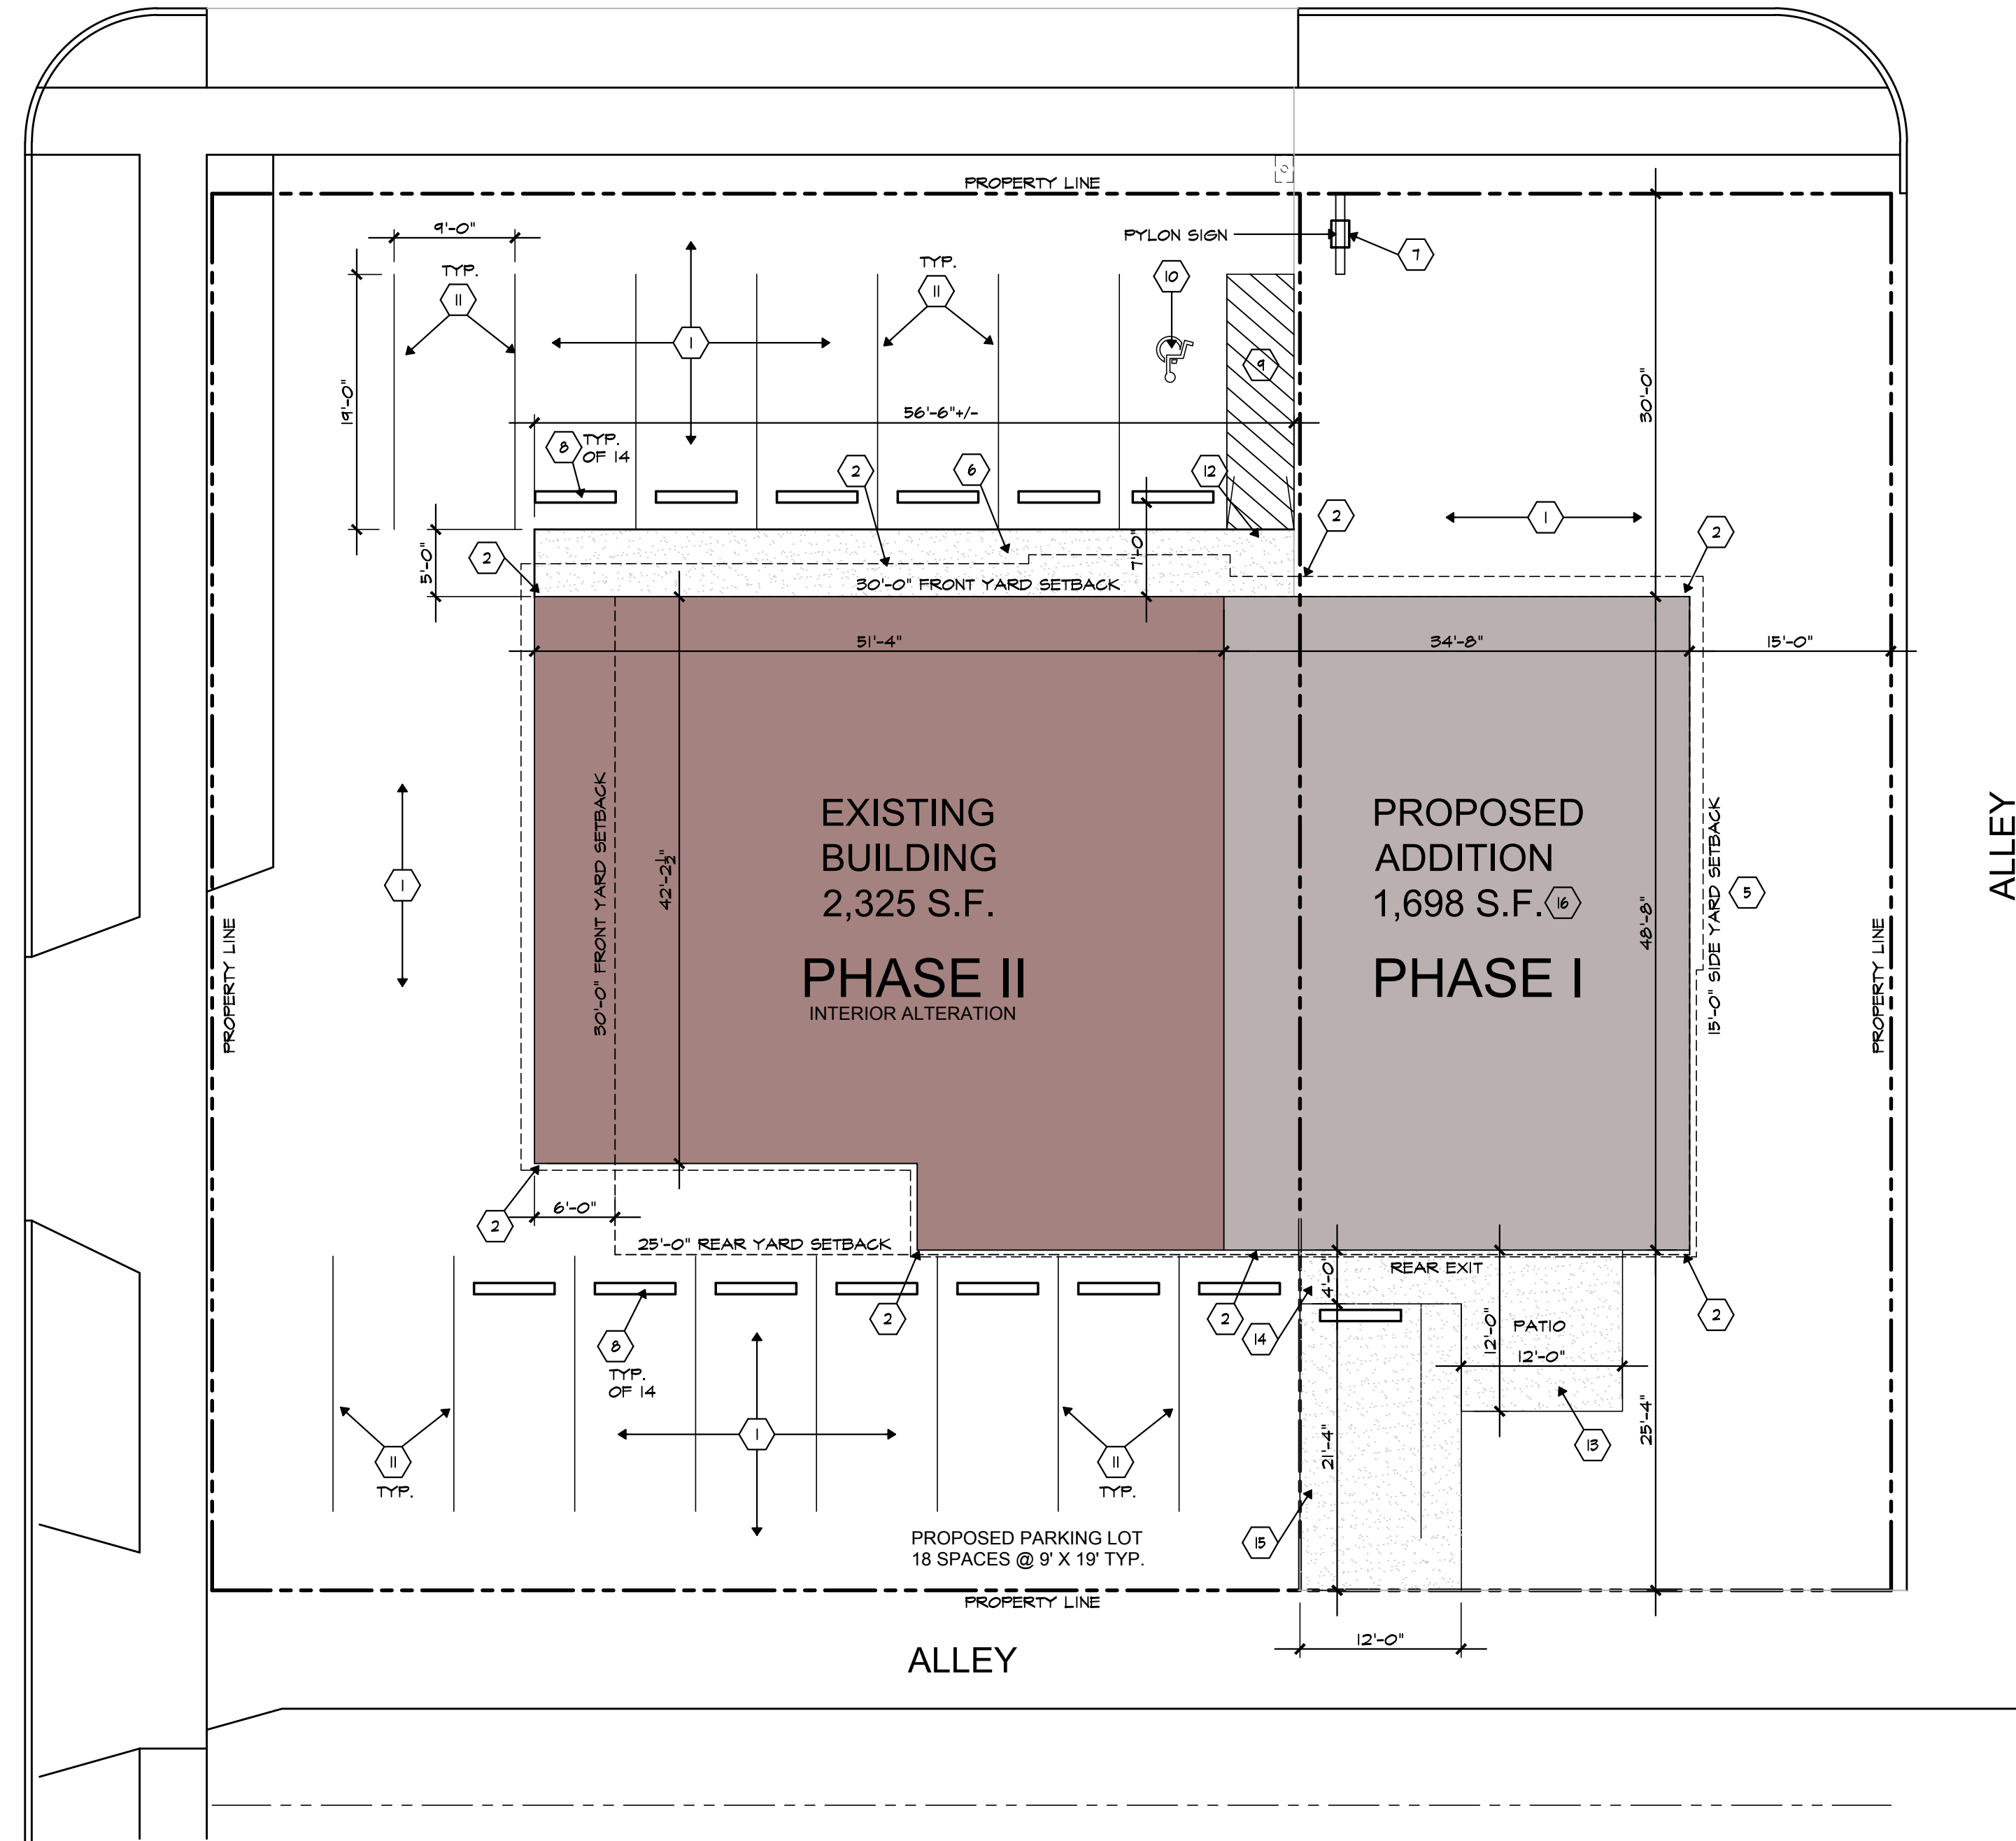 PROPERTY LINE
9'-0"
PYLON SIGN
7
TYP.
11
TYP.
11
10
1
9
19'-0"
30'-0"
56'-6"+/-
8 TYP.
OF 14
2
6
12
2
1
2
5'-0"
2
7'-0"
30'-0" FRONT YARD SETBACK
51'-4"
34'-8"
15'-0"
EXISTING
BUILDING
2,325 S.F.
PHASE II
INTERIOR ALTERATION
PROPOSED
ADDITION
1,698 S.F. 16
PHASE I
42'-2½"
30'-0" FRONT YARD SETBACK
48'-8"
15'-0" SIDE YARD SETBACK
5
1
PROPERTY LINE
PROPERTY LINE
ALLEY
6'-0"
2
25'-0" REAR YARD SETBACK
REAR EXIT
4'-0"
2
2
14
2
8
TYP.
OF 14
PATIO
12'-0"
12'-0"
13
25'-4"
21'-4"
1
11
TYP.
11
TYP.
15
PROPOSED PARKING LOT
18 SPACES @ 9' X 19' TYP.
PROPERTY LINE
12'-0"
ALLEY